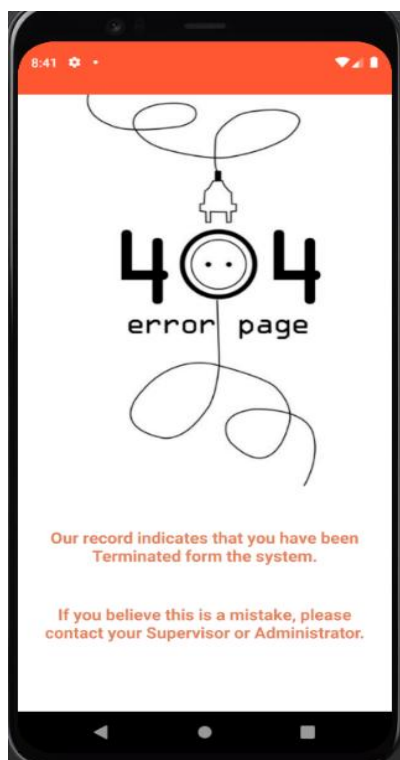 8:41
404
error page
Our record indicates that you have been
Terminated form the system.
If you believe this is a mistake, please
contact your Supervisor or Administrator.